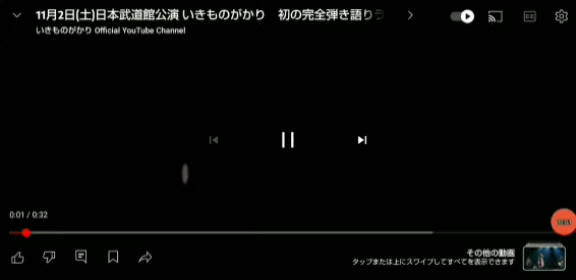 11月2日(土)日本武道館公演 いきものがかり　初の完全弾き語り
いきものがかり Official YouTube Channel
0:01 / 0:32
その他の動画
タップまたは上にスワイプしてすべてを表示できます